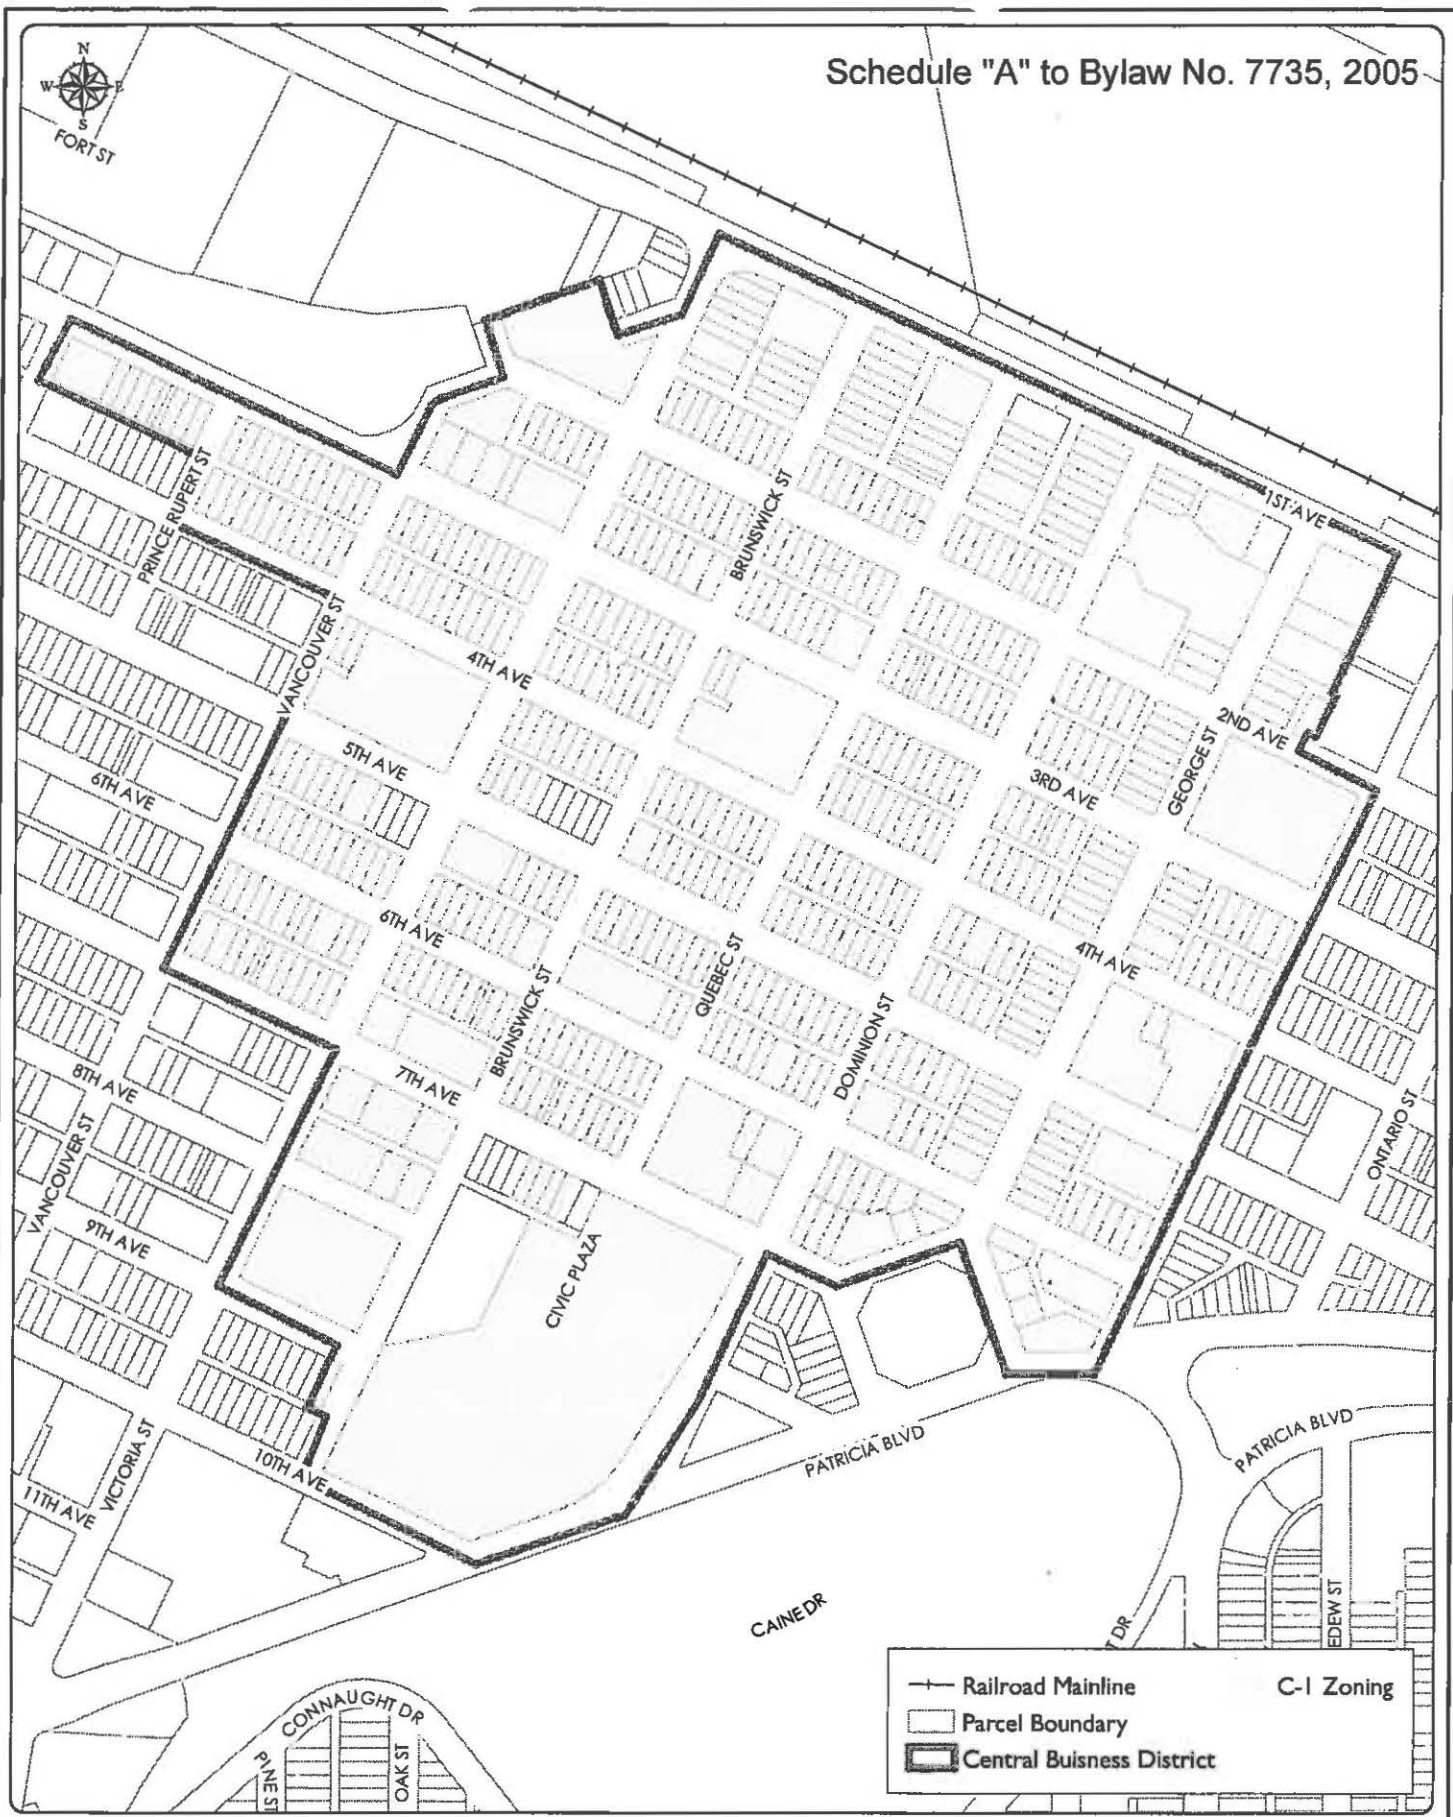 Schedule "A" to Bylaw No. 7735, 2005
N
W E
S
FORT ST
PRINCE RUPERT ST
BRUNSWICK ST
1ST AVE
VANCOUVER ST
4TH AVE
2ND AVE
5TH AVE
GEORGE ST
6TH AVE
3RD AVE
6TH AVE
4TH AVE
QUEBEC ST
BRUNSWICK ST
DOMINION ST
8TH AVE
7TH AVE
VANCOUVER ST
ONTARIO ST
9TH AVE
CIVIC PLAZA
PATRICIA BLVD
PATRICIA BLVD
VICTORIA ST
10TH AVE
11TH AVE
CAINE DR
EDEW ST
T DR
CONNAUGHT DR
PINE ST
OAK ST
Railroad Mainline
C-1 Zoning
Parcel Boundary
Central Buisness District